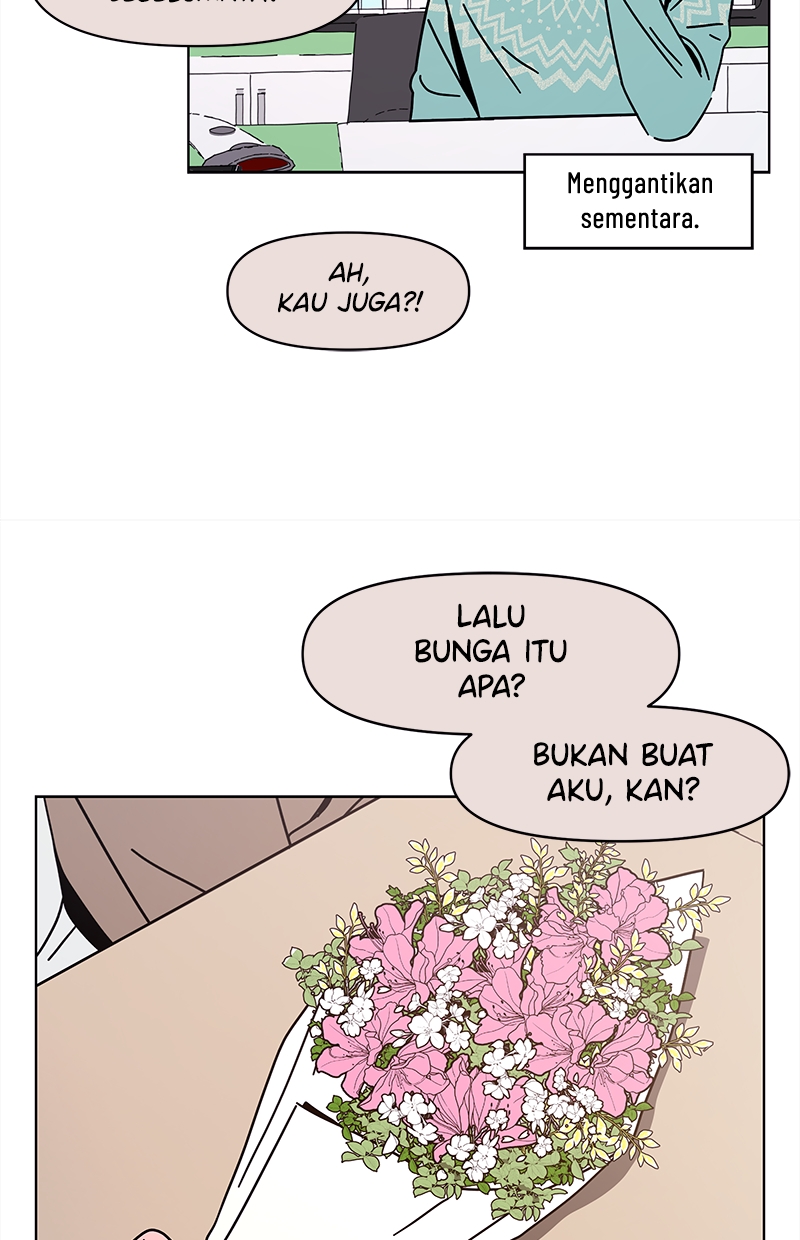 Menggantikan
sementara.
AH,
KAU JUGA?!
LALU
BUNGA ITU
APA?
BUKAN BUAT
AKU, KAN?